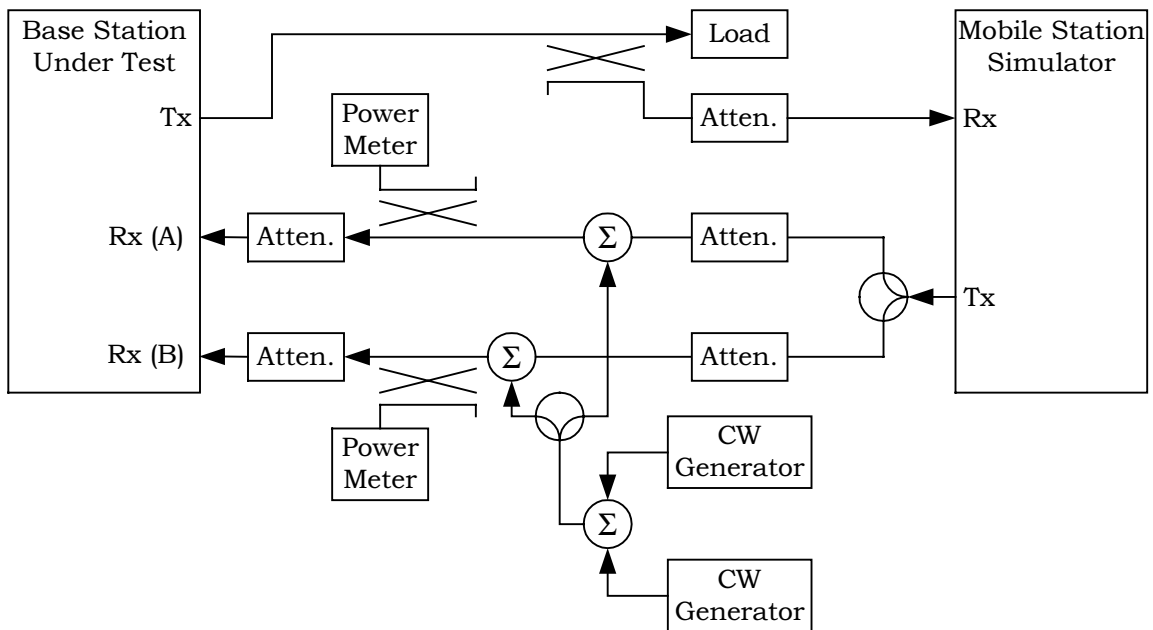 Base Station
Under Test
Load
Mobile Station
Simulator
Tx
Power
Meter
Atten.
Rx
Rx (A)
Atten.
Σ
Atten.
Tx
Rx (B)
Atten.
Σ
Atten.
Power
Meter
CW
Generator
Σ
CW
Generator